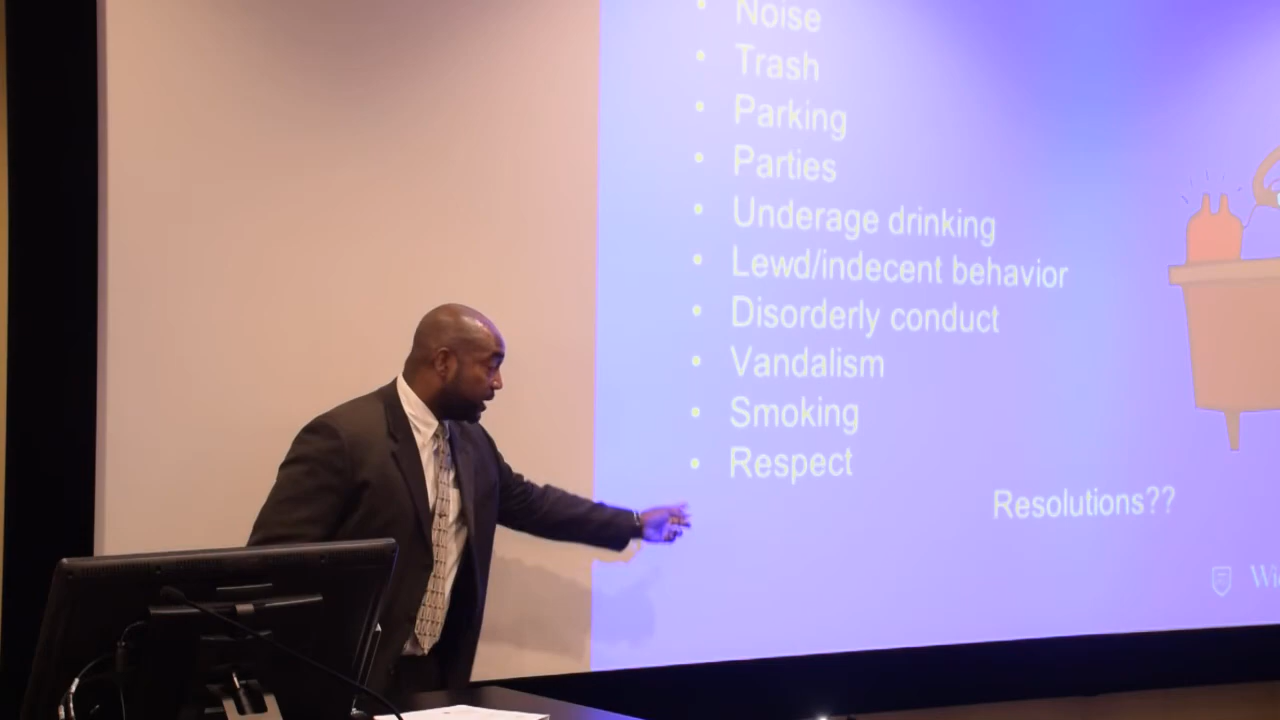 • Noise
• Trash
• Parking
• Parties
• Underage drinking
• Lewd/indecent behavior
• Disorderly conduct
• Vandalism
• Smoking
• Respect
Resolutions??